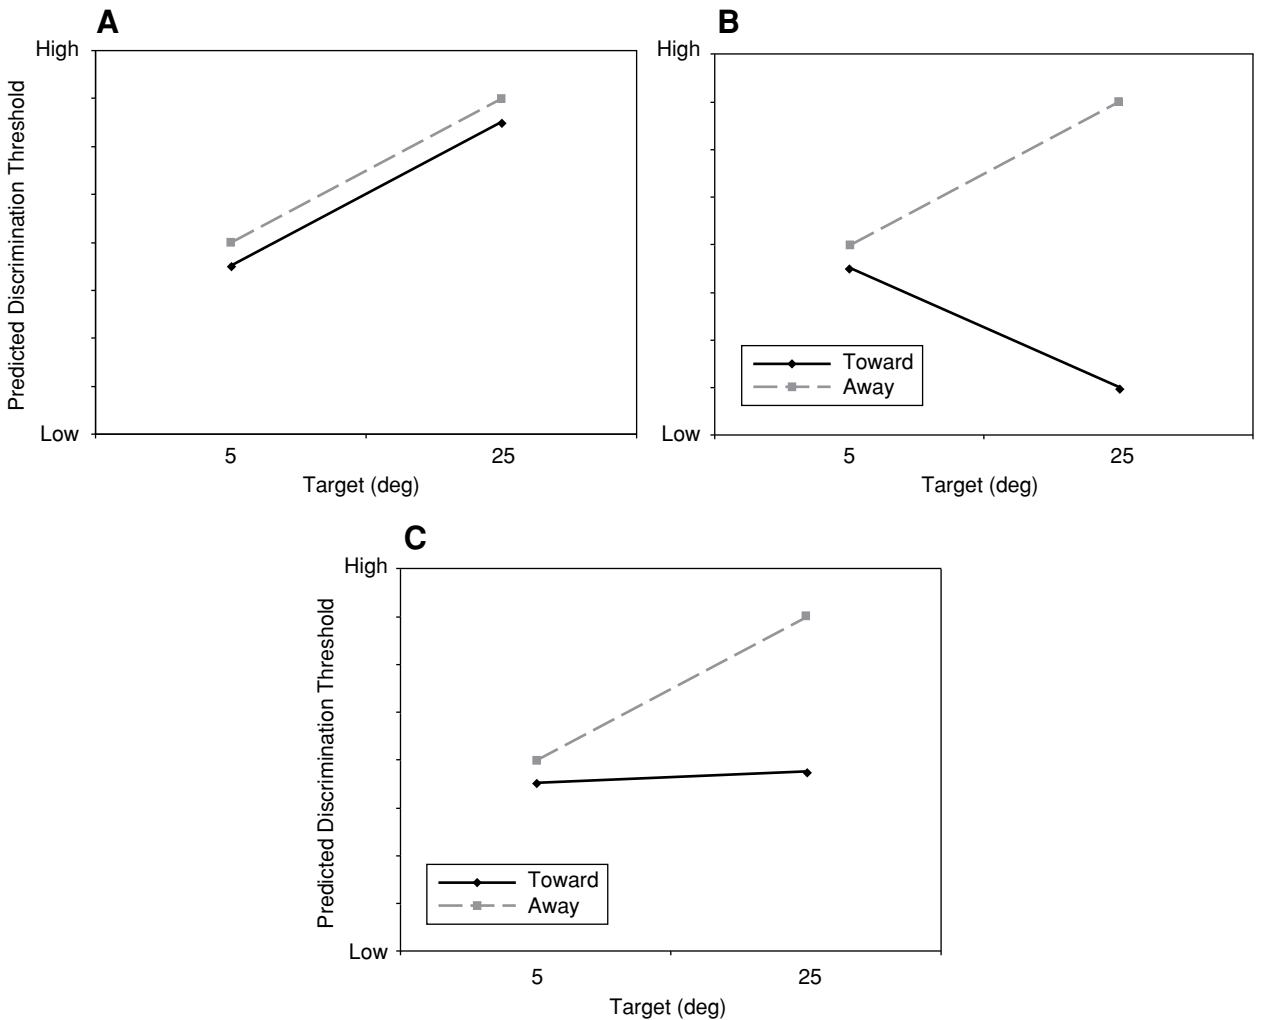 A
High
Predicted Discrimination Threshold
Low
5 25
Target (deg)
B
High
Toward
Away
Low
5 25
Target (deg)
C
High
Predicted Discrimination Threshold
Toward
Away
Low
5 25
Target (deg)